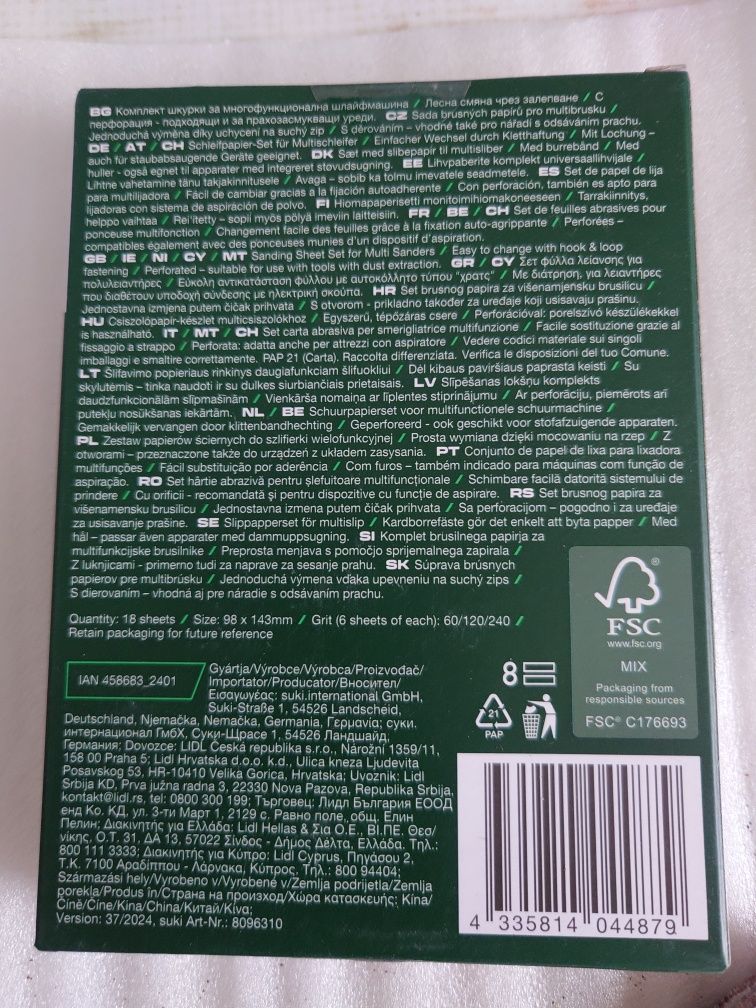 BG Комплект шкурки за многофункционална шлайфмашина / Лесна смяна чрез залепване / С
перфорация - подходящи и за прахозасмукващи уреди. CZ Sada brusných papírů pro multibrusku /
Jednoduchá výměna díky uchycení na suchý zip / S děrováním – vhodné také pro nářadí s odsáváním prachu.
DE / AT / CH Schleifpapier-Set für Multischleifer / Einfacher Wechsel durch Kletthaftung / Mit Lochung –
auch für staubabsaugende Geräte geeignet. DK Sæt med slibepapir til multisliber / Med burrebånd / Med
huller - også egnet til apparater med integreret stovudsugning. EE Lihvpaberite komplekt universaallihvijale /
Lihtne vahetamine tänu takjakinnitusele / Avaga – sobib ka tolmu imevatele seadmetele. ES Set de papel de lija
para multilijadora / Fácil de cambiar gracias a la fijación autoadherente / Con perforación, también es apto para
lijadoras con sistema de aspiración de polvo. FI Hiomapaperisetti monitoimihiomakoneeseen / Tarrakiinnitys,
helppo vaihtaa / Rei'itetty – sopii myös pölyä imeviin laitteisiin. FR / BE / CH Set de feuilles abrasives pour
ponceuse multifonction / Changement facile des feuilles grâce à la fixation auto-agrippante / Perforées –
compatibles également avec des ponceuses munies d'un dispositif d'aspiration.
GB / IE / NI / CY / MT Sanding Sheet Set for Multi Sanders / Easy to change with hook & loop
fastening / Perforated – suitable for use with tools with dust extraction. GR / CY Σετ φύλλα λείανσης για
πολυλειαντήρες / Εύκολη αντικατάσταση φύλλου με αυτοκόλλητο τύπου "χρατς" / Με διάτρηση, για λειαντήρες
που διαθέτουν υποδοχή σύνδεσης με ηλεκτρική σκούπα. HR Set brusnog papira za višenamjensku brusilicu /
Jednostavna izmjena putem čičak prihvata / S otvorom - prikladno također za uređaje koji usisavaju prašinu.
HU Csiszolópapír-készlet multicsiszolókhoz / Egyszerű, tépőzáras csere / Perforációval: porelszívó készülékekkel
is használható. IT / MT / CH Set carta abrasiva per smerigliatrice multifunzione / Facile sostituzione grazie al
fissaggio a strappo / Perforata: adatta anche per attrezzi con aspiratore / Vedere codici materiale sui singoli
imballaggi e smaltire correttamente. PAP 21 (Carta). Raccolta differenziata. Verifica le disposizioni del tuo Comune.
LT Šlifavimo popieriaus rinkinys daugiafunkciam šlifuokliui / Dėl kibaus paviršiaus paprasta keisti / Su
skylutėmis – tinka naudoti ir su dulkes siurbiančiais prietaisais. LV Slīpēšanas lokšņu komplekts
daudzfunkcionālām slīpmašīnām / Vienkārša nomaiņa ar līplentes stiprinājumu / Ar perforāciju, piemērots arī
putekļu nosūkšanas iekārtām. NL / BE Schuurpapierset voor multifunctionele schuurmachine /
Gemakkelijk vervangen door klittenbandhechting / Geperforeerd - ook geschikt voor stofafzuigende apparaten.
PL Zestaw papierów ściernych do szlifierki wielofunkcyjnej / Prosta wymiana dzięki mocowaniu na rzep / Z
otworami – przeznaczone także do urządzeń z układem zasysania. PT Conjunto de papel de lixa para lixadora
multifunções / Fácil substituição por aderência / Com furos – também indicado para máquinas com função de
aspiração. RO Set hârtie abrazivă pentru șlefuitoare multifuncționale / Schimbare facilă datorită sistemului de
prindere / Cu orificii - recomandată și pentru dispozitive cu funcție de aspirare. RS Set brusnog papira za
višenamensku brusilicu / Jednostavna izmena putem čičak prihvata / Sa perforacijom – pogodno i za uređaje
za usisavanje prašine. SE Slippapperset för multislip / Kardborrefäste gör det enkelt att byta papper / Med
hål – passar även apparater med dammuppsugning. SI Komplet brusilnega papirja za
multifunkcijske brusilnike / Preprosta menjava s pomočjo sprijemalnega zapirala /
Z luknjicami - primerno tudi za naprave za sesanje prahu. SK Súprava brúsnych
papierov pre multibrúsku / Jednoduchá výmena vďaka upevneniu na suchý zips /
S dierovaním – vhodná aj pre náradie s odsávaním prachu.
Quantity: 18 sheets / Size: 98 x 143mm / Grit (6 sheets of each): 60/120/240 /
Retain packaging for future reference
FSC
www.fsc.org
MIX
Packaging from
responsible sources
FSC® C176693
IAN 458683_2401
8
21
PAP
Gyártja/Výrobce/Výrobca/Proizvođač/
Importator/Producator/Вносител/
Εισαγωγέας: suki.international GmbH,
Suki-Straße 1, 54526 Landscheid,
Deutschland, Njemačka, Nemačka, Germania, Γερμανία; суки.
интернационал ГмбХ, Суки-Щрасе 1, 54526 Ландшайд,
Германия; Dovozce: LIDL Česká republika s.r.o., Nárožní 1359/11,
158 00 Praha 5; Lidl Hrvatska d.o.o. k.d., Ulica kneza Ljudevita
Posavskog 53, HR-10410 Velika Gorica, Hrvatska; Uvoznik: Lidl
Srbija KD, Prva južna radna 3, 22330 Nova Pazova, Republika Srbija,
kontakt@lidl.rs, tel: 0800 300 199; Търговец: Лидл България ЕООД
енд Ко. КД, ул. 3-ти Март 1, 2129 с. Равно поле, общ. Елин
Пелин; Διακινητής για Ελλάδα: Lidl Hellas & Σια Ο.Ε., ΒΙ.ΠΕ. Θεσ/
νίκης, Ο.Τ. 31, ΔΑ 13, 57022 Σίνδος - Δήμος Δέλτα, Ελλάδα. Τηλ.:
800 111 3333; Διακινητής για Κύπρο: Lidl Cyprus, Πηγάσου 2,
Τ.Κ. 7100 Αραδίππου - Λάρνακα, Κύπρος, Τηλ.: 800 94404;
Származási hely/Vyrobeno v/Vyrobené v/Zemlja podrijetla/Zemlja
porekla/Produs în/Страна на произход/Χώρα κατασκευής: Kína/
Číně/Číne/Kina/China/Китай/Κίνα;
Version: 37/2024, suki Art-Nr.: 8096310
4 335814 044879